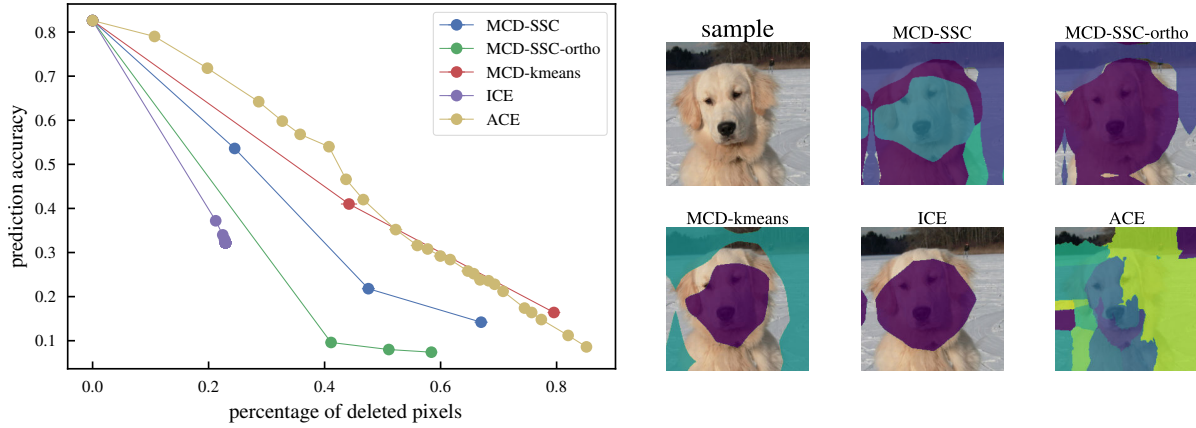 0.8
0.7
0.6
0.5
0.4
0.3
0.2
0.1
prediction accuracy
0.0
0.2
0.4
0.6
0.8
percentage of deleted pixels
MCD-SSC
MCD-SSC-ortho
MCD-kmeans
ICE
ACE
sample
MCD-SSC
MCD-SSC-ortho
MCD-kmeans
ICE
ACE